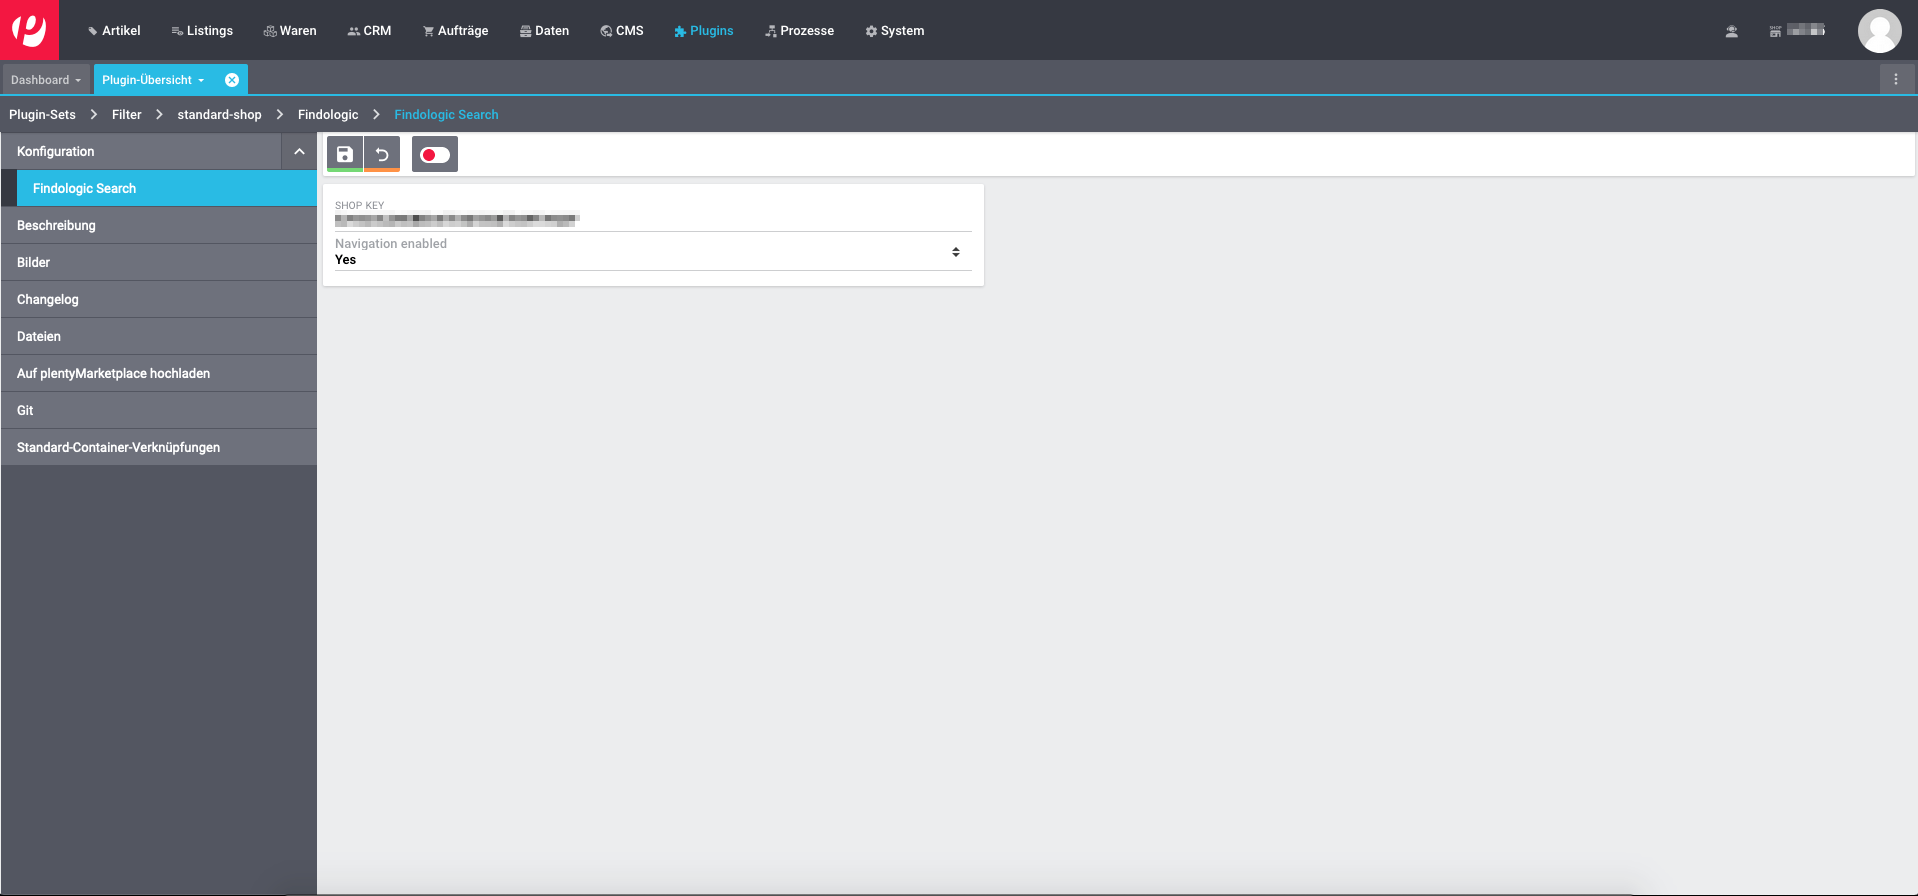 Artikel
Listings
Waren
CRM
Aufträge
Daten
CMS
Plugins
Prozesse
System
Dashboard
Plugin-Übersicht
Plugin-Sets > Filter > standard-shop > Findologic > Findologic Search
Konfiguration
Findologic Search
Beschreibung
Bilder
Changelog
Dateien
Auf plentyMarketplace hochladen
Git
Standard-Container-Verknüpfungen
SHOP KEY
Navigation enabled
Yes